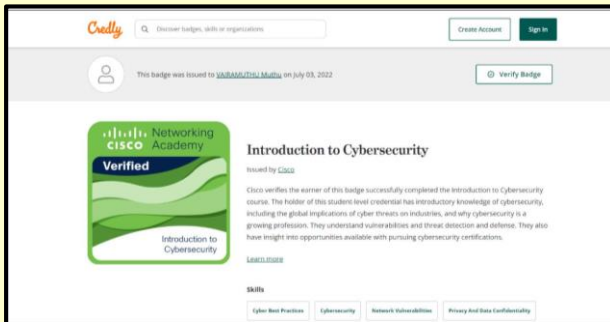 Credly
Discover badges, skills or organizations
Create Account
Sign In
This badge was issued to VAIRAMUTHU Muthu on July 03, 2022
Verify Badge
CISCO Networking Academy
Verified
Introduction to
Cybersecurity
Introduction to Cybersecurity
Issued by Cisco
Cisco verifies the earner of this badge successfully completed the Introduction to Cybersecurity
course. The holder of this student level credential has introductory knowledge of cybersecurity,
including the global implications of cyber threats on industries, and why cybersecurity is a
growing profession. They understand vulnerabilities and threat detection and defense. They also
have insight into opportunities available with pursuing cybersecurity certifications.
Learn more
Skills
Cyber Best Practices
Cybersecurity
Network Vulnerabilities
Privacy And Data Confidentiality